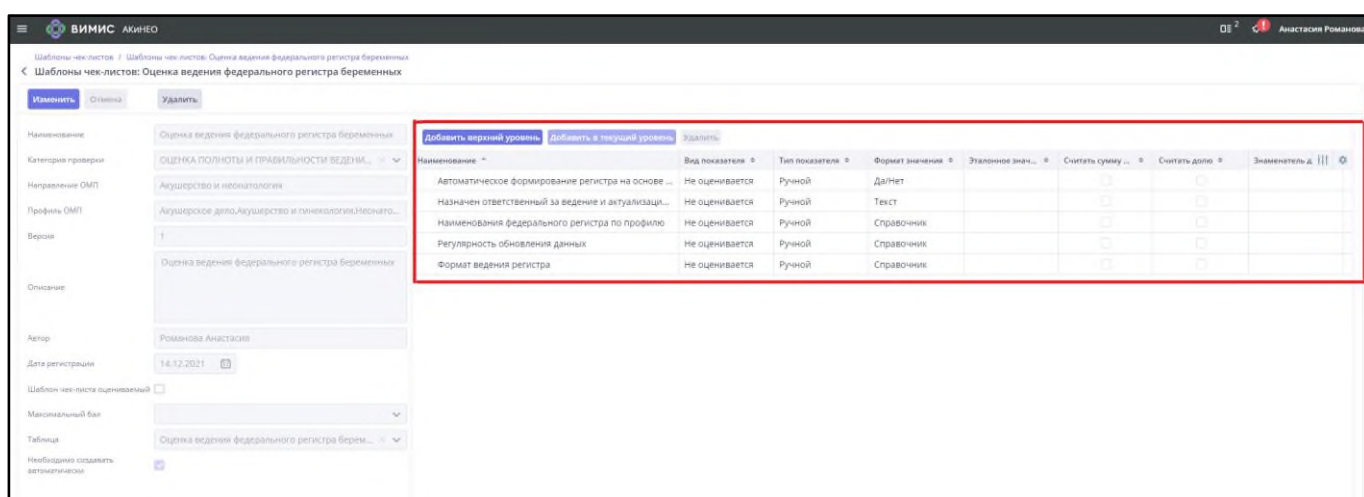 ВИМИС АКиНЕО
2
Анастасия Романова
Шаблоны чек-листов / Шаблоны чек-листов: Оценка ведения федерального регистра беременных
Шаблоны чек-листов: Оценка ведения федерального регистра беременных
Изменить Отмена Удалить
Наименование Оценка ведения федерального регистра беременных
Категория проверки ОЦЕНКА ПОЛНОТЫ И ПРАВИЛЬНОСТИ ВЕДЕНИ...
Направление ОМП Акушерство и неонатология
Профиль ОМП Акушерское дело,Акушерство и гинекология,Неонато...
Версия 1
Описание Оценка ведения федерального регистра беременных
Автор Романова Анастасия
Дата регистрации 14.12.2021
Шаблон чек-листа оцениваемый
Максимальный бал
Таблица Оценка ведения федерального регистра берем...
Необходимо создавать
автоматически
Добавить верхний уровень Добавить в текущий уровень Удалить
Наименование Вид показателя Тип показателя Формат значения Эталонное знач... Считать сумму ... Считать долю Знаменатель д
Автоматическое формирование регистра на основе ... Не оценивается Ручной Да/Нет
Назначен ответственный за ведение и актуализаци... Не оценивается Ручной Текст
Наименования федерального регистра по профилю Не оценивается Ручной Справочник
Регулярность обновления данных Не оценивается Ручной Справочник
Формат ведения регистра Не оценивается Ручной Справочник